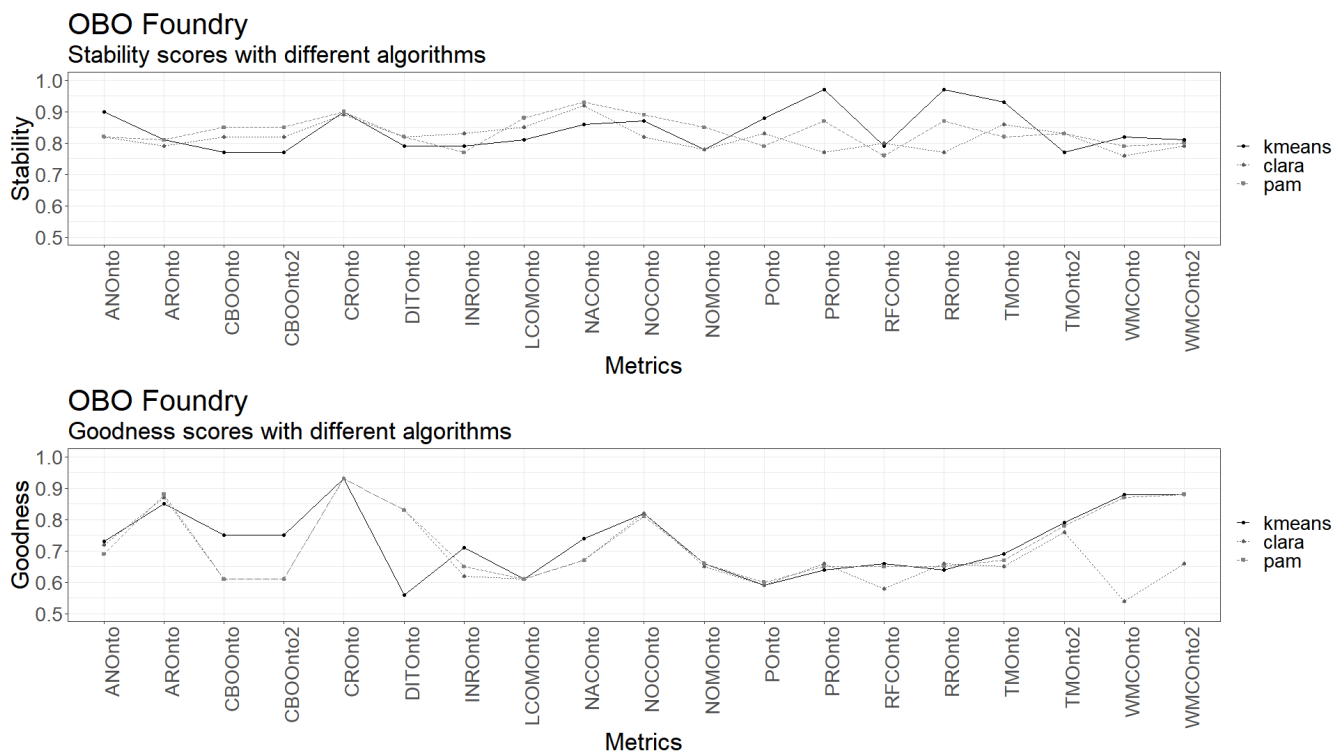 OBO Foundry
Stability scores with different algorithms
1.0
0.9
0.8
0.7
0.6
0.5
Stability
ANOnto
AROnto
CBOOnto
CBOOnto2
CROnto
DITOnto
INROnto
LCOMOnto
NACOnto
NOCOnto
NOMOnto
POnto
PROnto
RFCOnto
RROnto
TMOnto
TMOnto2
WMCOnto
WMCOnto2
Metrics
kmeans
clara
pam
OBO Foundry
Goodness scores with different algorithms
1.0
0.9
0.8
0.7
0.6
0.5
Goodness
ANOnto
AROnto
CBOOnto
CBOOnto2
CROnto
DITOnto
INROnto
LCOMOnto
NACOnto
NOCOnto
NOMOnto
POnto
PROnto
RFCOnto
RROnto
TMOnto
TMOnto2
WMCOnto
WMCOnto2
Metrics
kmeans
clara
pam